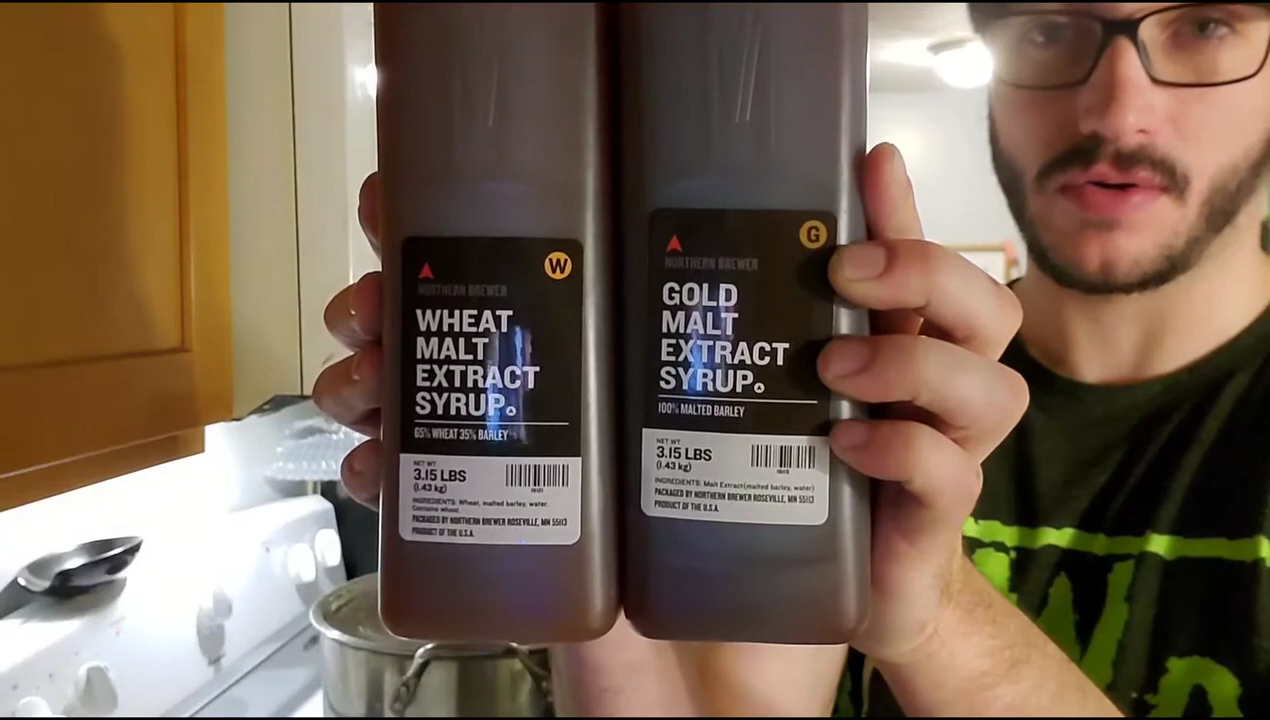 W
NORTHERN BREWER
WHEAT
MALT
EXTRACT
SYRUP
65% WHEAT 35% BARLEY
NET WT
3.15 LBS
(1.43 kg)
INGREDIENTS: Wheat, malted barley, water.
Contains wheat.
PACKAGED BY NORTHERN BREWER ROSEVILLE, MN 55113
PRODUCT OF THE U.S.A.
G
NORTHERN BREWER
GOLD
MALT
EXTRACT
SYRUP
100% MALTED BARLEY
NET WT
3.15 LBS
(1.43 kg)
INGREDIENTS: Malt Extract(malted barley, water)
PACKAGED BY NORTHERN BREWER ROSEVILLE, MN 55113
PRODUCT OF THE U.S.A.